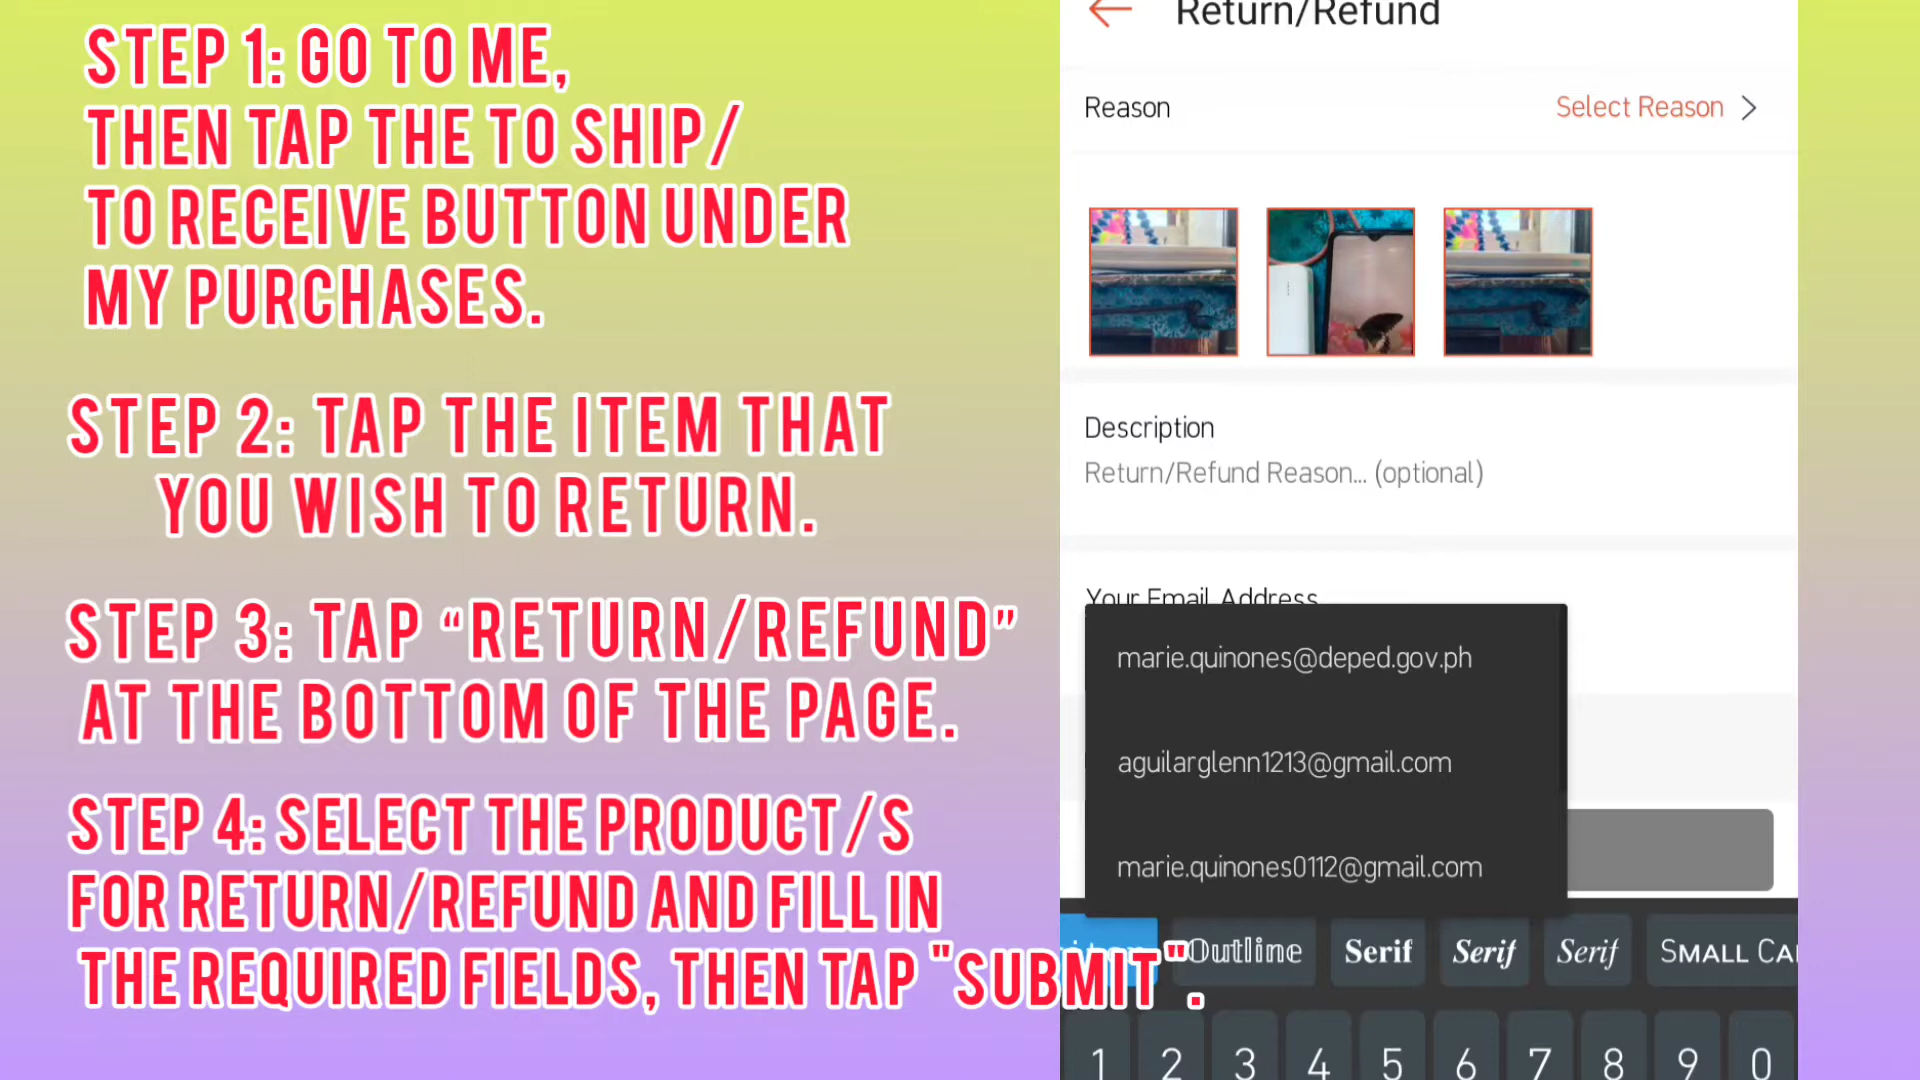 STEP 1: GO TO ME,
THEN TAP THE TO SHIP/
TO RECEIVE BUTTON UNDER
MY PURCHASES.
STEP 2: TAP THE ITEM THAT
YOU WISH TO RETURN.
STEP 3: TAP “RETURN/REFUND”
AT THE BOTTOM OF THE PAGE.
STEP 4: SELECT THE PRODUCT/S
FOR RETURN/REFUND AND FILL IN
THE REQUIRED FIELDS, THEN TAP "SUBMIT".
Return/Refund
Reason
Select Reason
Description
Return/Refund Reason... (optional)
Your Email Address
marie.quinones@deped.gov.ph
aguilarglenn1213@gmail.com
marie.quinones0112@gmail.com
Outline Serif Serif Serif SMALL
1 2 3 4 5 6 7 8 9 0